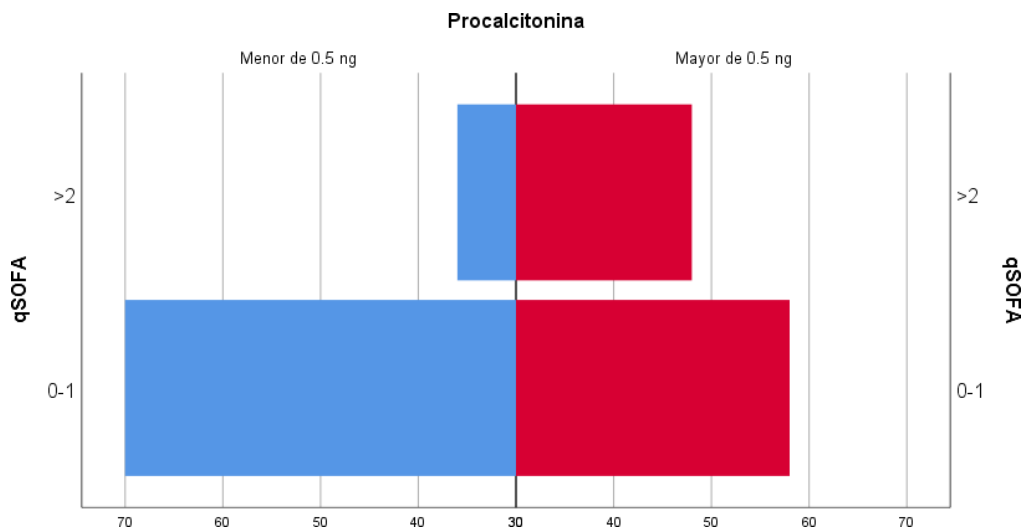 Procalcitonina
Menor de 0.5 ng Mayor de 0.5 ng
>2 >2
qSOFA qSOFA
0-1 0-1
70 60 50 40 30 40 50 60 70